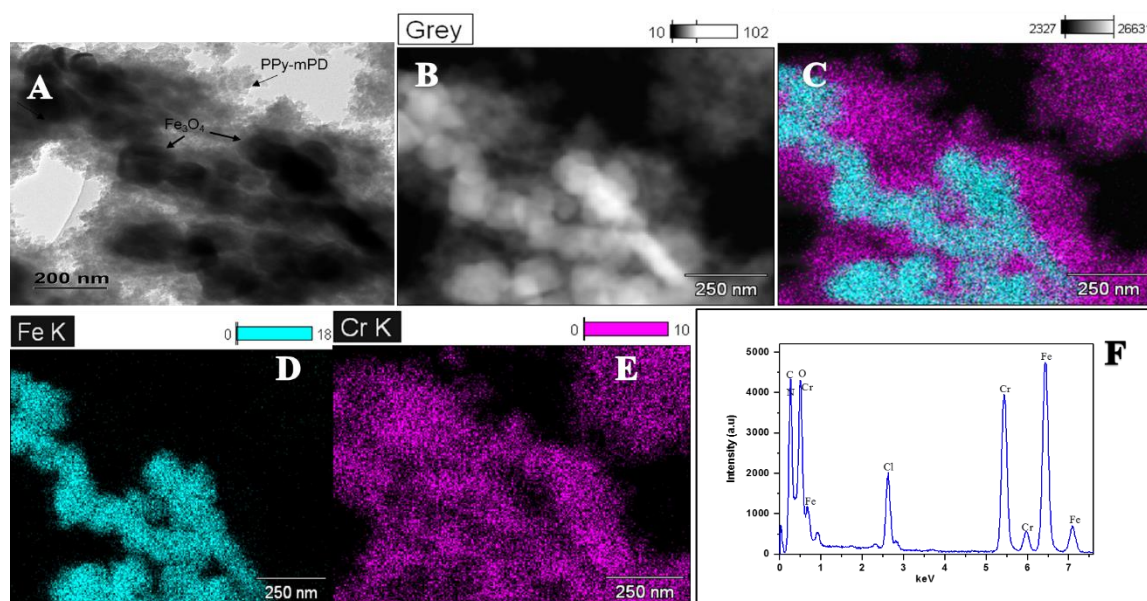 A
PPy-mPD
Fe₃O₄
200 nm
Grey
10 102
B
250 nm
2327 26631
C
250 nm
Fe K
0 18
D
250 nm
Cr K
0 10
E
250 nm
F
Intensity (a.u)
5000
4000
3000
2000
1000
0
C
N
O
Cr
Fe
Cl
Cr
Cr
Fe
Fe
0 1 2 3 4 5 6 7
keV